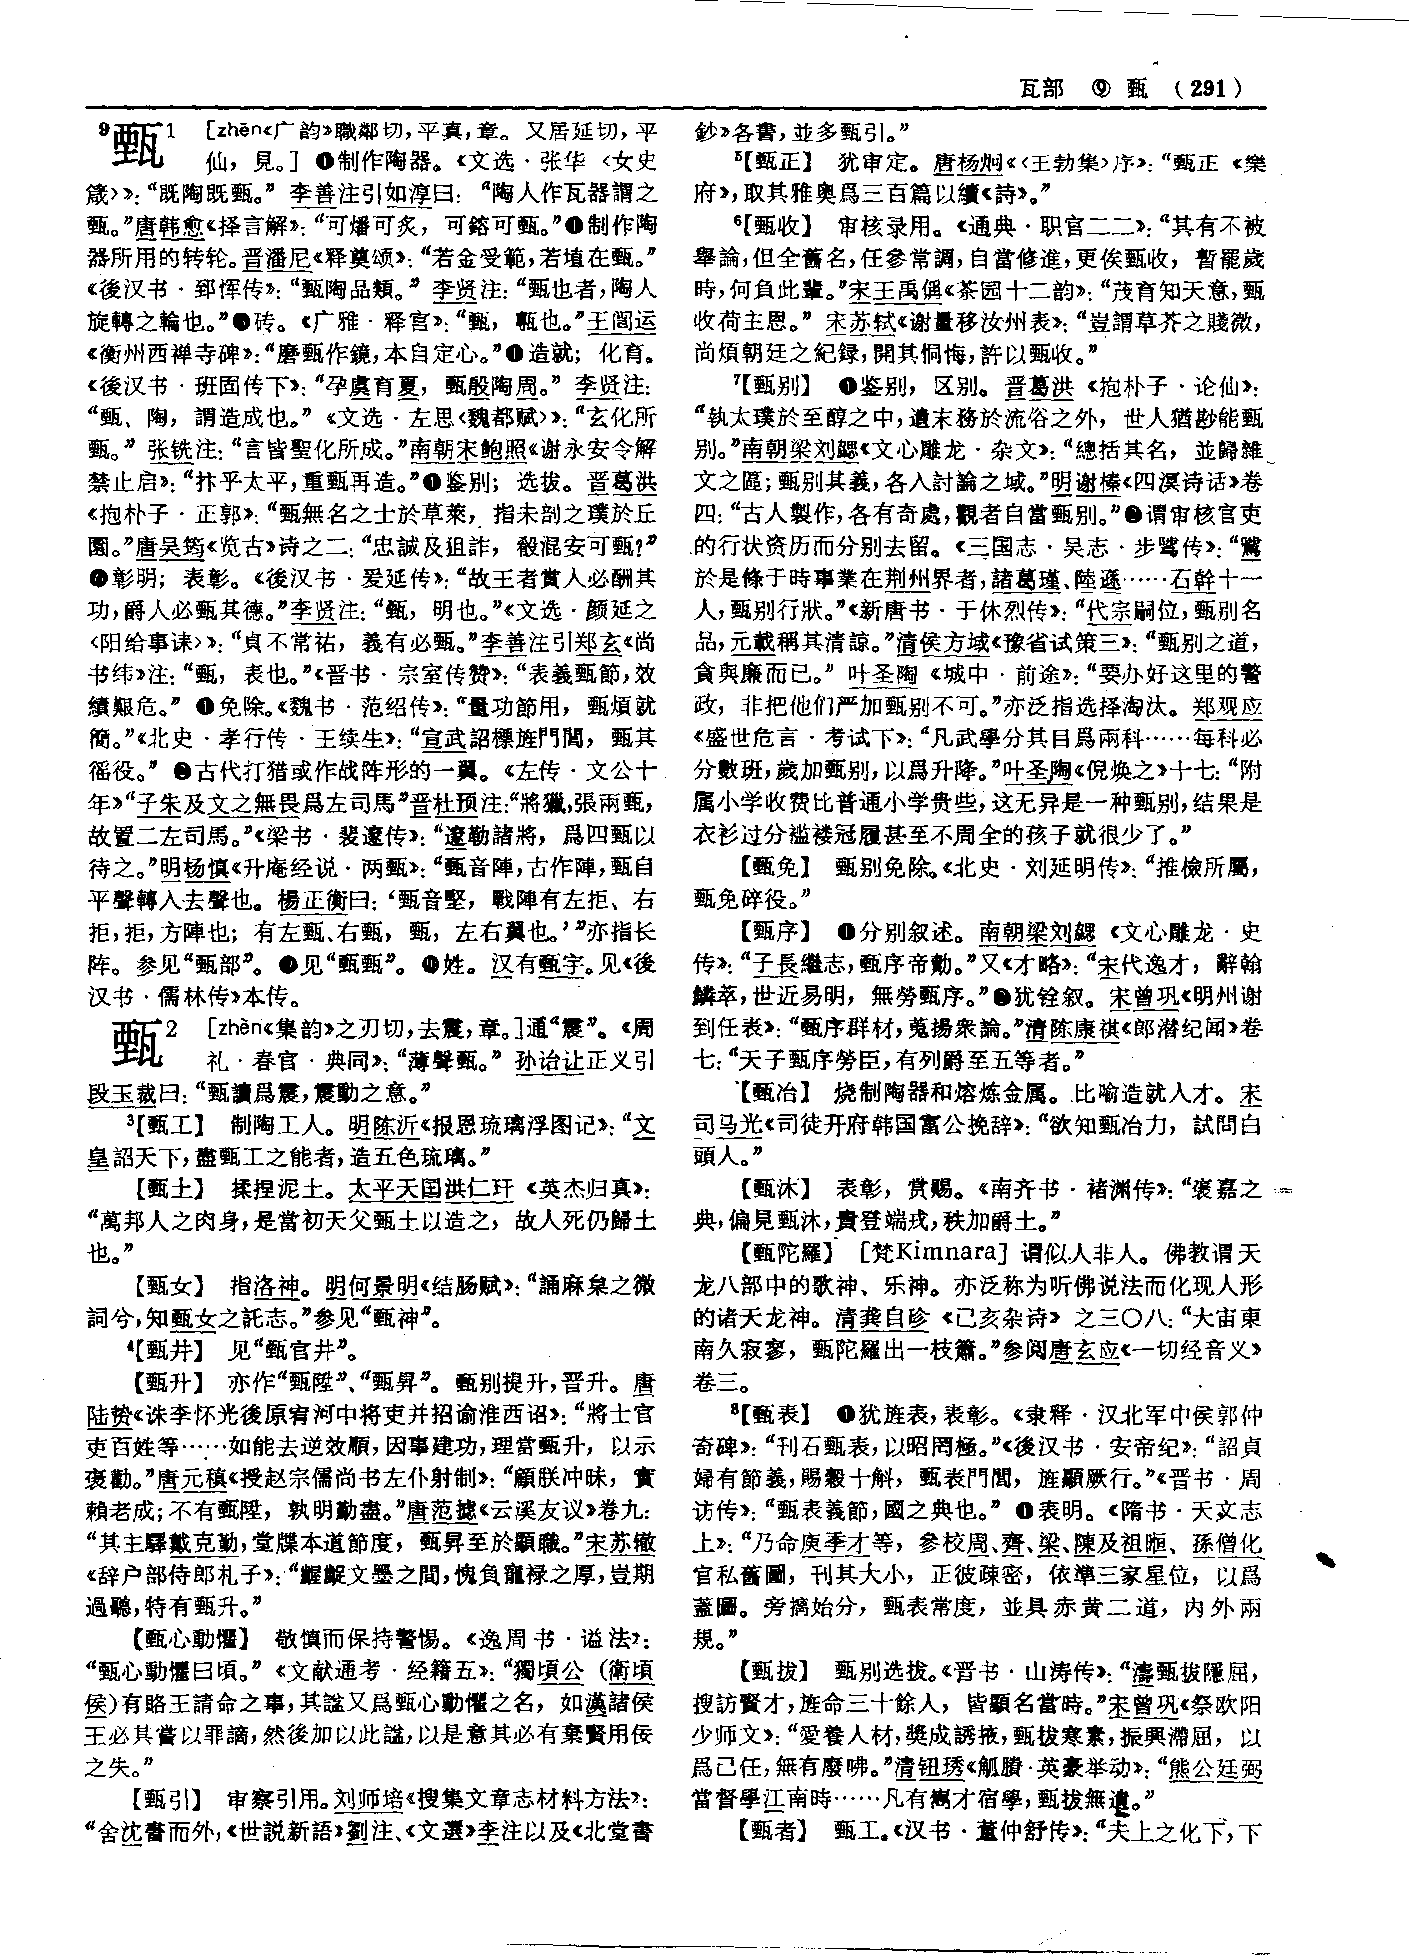 瓦部 ⑨ 甄 （291）
⁹甄¹ [zhēn《广韵》職鄰切，平真，章。又居延切，平
仙，見。] ❶制作陶器。《文选·张华〈女史
箴〉》：“既陶既甄。” 李善注引如淳曰：“陶人作瓦器謂之
甄。”唐韩愈《择言解》：“可燔可炙，可鎔可甄。”❷制作陶
器所用的转轮。晋潘尼《释奠颂》：“若金受範，若埴在甄。”
《後汉书·郅恽传》：“甄陶品類。” 李贤注：“甄也者，陶人
旋轉之輪也。”❸砖。《广雅·释宫》：“甄，㼾也。”王闿运
《衡州西禅寺碑》：“磨甄作鏡，本自定心。”❹造就；化育。
《後汉书·班固传下》：“孕虞育夏，甄殷陶周。” 李贤注：
“甄、陶，謂造成也。” 《文选·左思〈魏都赋〉》：“玄化所
甄。” 张铣注：“言皆聖化所成。”南朝宋鲍照《谢永安令解
禁止启》：“抃乎太平，重甄再造。”❺鉴别；选拔。晋葛洪
《抱朴子·正郭》：“甄無名之士於草萊，指未剖之璞於丘
園。”唐吴筠《览古》诗之二：“忠誠及狙詐，殽混安可甄？”
❻彰明；表彰。《後汉书·爰延传》：“故王者賞人必酬其
功，爵人必甄其德。”李贤注：“甄，明也。”《文选·颜延之
〈阳给事诔〉》：“貞不常祐，義有必甄。”李善注引郑玄《尚
书纬》注：“甄，表也。”《晋书·宗室传赞》：“表義甄節，效
績艱危。” ❼免除。《魏书·范绍传》：“量功節用，甄煩就
簡。”《北史·孝行传·王续生》：“宣武詔標旌門閭，甄其
徭役。” ❽古代打猎或作战阵形的一翼。《左传·文公十
年》“子朱及文之無畏爲左司馬”晋杜预注：“將獵，張兩甄，
故置二左司馬。”《梁书·裴邃传》：“邃勒諸將，爲四甄以
待之。”明杨慎《升庵经说·两甄》：“甄音陣，古作陣，甄自
平聲轉入去聲也。楊正衡曰：‘甄音堅，戰陣有左拒、右
拒，拒，方陣也；有左甄、右甄，甄，左右翼也。’”亦指长
阵。参见“甄部”。❾见“甄甄”。❿姓。汉有甄宇。见《後
汉书·儒林传》本传。
甄² [zhèn《集韵》之刃切，去震，章。]通“震”。《周
礼·春官·典同》：“薄聲甄。” 孙诒让正义引
段玉裁曰：“甄讀爲震，震動之意。”
³【甄工】 制陶工人。明陈沂《报恩琉璃浮图记》：“文
皇詔天下，盡甄工之能者，造五色琉璃。”
【甄土】 揉捏泥土。太平天国洪仁玕《英杰归真》：
“萬邦人之肉身，是當初天父甄土以造之，故人死仍歸土
也。”
【甄女】 指洛神。明何景明《结肠赋》：“誦麻枲之微
詞兮，知甄女之託志。”参见“甄神”。
⁴【甄井】 见“甄官井”。
【甄升】 亦作“甄陞”、“甄昇”。甄别提升，晋升。唐
陆贽《诛李怀光後原宥河中将吏并招谕淮西诏》：“將士官
吏百姓等……如能去逆效順，因事建功，理當甄升，以示
褒勸。”唐元稹《授赵宗儒尚书左仆射制》：“顧朕沖昧，實
賴老成；不有甄陞，孰明勤盡。”唐范摅《云溪友议》卷九：
“其主驛戴克勤，堂牒本道節度，甄昇至於顯職。”宋苏辙
《辞户部侍郎札子》：“齷齪文墨之間，愧負寵禄之厚，豈期
過聽，特有甄升。”
【甄心動懼】 敬慎而保持警惕。《逸周书·谥法》：
“甄心動懼曰頃。” 《文献通考·经籍五》：“獨頃公（衛頃
侯）有賂王請命之事，其謚又爲甄心動懼之名，如漢諸侯
王必其嘗以罪謫，然後加以此謚，以是意其必有棄賢用佞
之失。”
【甄引】 审察引用。刘师培《搜集文章志材料方法》：
“舍沈書而外，《世説新語》劉注、《文選》李注以及《北堂書
鈔》各書，並多甄引。”
⁵【甄正】 犹审定。唐杨炯《〈王勃集〉序》：“甄正《樂
府》，取其雅奥爲三百篇以續《詩》。”
⁶【甄收】 审核录用。《通典·职官二二》：“其有不被
舉論，但全舊名，任參常調，自當修進，更俟甄收，暫罷歲
時，何負此輩。”宋王禹偁《茶园十二韵》：“茂育知天意，甄
收荷主恩。” 宋苏轼《谢量移汝州表》：“豈謂草芥之賤微，
尚煩朝廷之紀録，開其恫悔，許以甄收。”
⁷【甄别】 ❶鉴别，区别。晋葛洪《抱朴子·论仙》：
“執太璞於至醇之中，遺末務於流俗之外，世人猶尠能甄
别。”南朝梁刘勰《文心雕龙·杂文》：“總括其名，並歸雜
文之區；甄别其義，各入討論之域。”明谢榛《四溟诗话》卷
四：“古人製作，各有奇處，觀者自當甄别。”❷谓审核官吏
的行状资历而分别去留。《三国志·吴志·步骘传》：“騭
於是條于時事業在荆州界者，諸葛瑾、陸遜……石幹十一
人，甄别行狀。”《新唐书·于休烈传》：“代宗嗣位，甄别名
品，元載稱其清諒。”清侯方域《豫省试策三》：“甄别之道，
貪與廉而已。” 叶圣陶《城中·前途》：“要办好这里的警
政，非把他们严加甄别不可。”亦泛指选择淘汰。郑观应
《盛世危言·考试下》：“凡武學分其目爲兩科……每科必
分數班，歲加甄别，以爲升降。”叶圣陶《倪焕之》十七：“附
属小学收费比普通小学贵些，这无异是一种甄别，结果是
衣衫过分褴褛冠履甚至不周全的孩子就很少了。”
【甄免】 甄别免除。《北史·刘延明传》：“推檢所屬，
甄免碎役。”
【甄序】 ❶分别叙述。南朝梁刘勰《文心雕龙·史
传》：“子長繼志，甄序帝勣。”又《才略》：“宋代逸才，辭翰
鱗萃，世近易明，無勞甄序。”❷犹铨叙。宋曾巩《明州谢
到任表》：“甄序群材，蒐揚衆論。”清陈康祺《郎潜纪闻》卷
七：“天子甄序勞臣，有列爵至五等者。”
【甄冶】 烧制陶器和熔炼金属。比喻造就人才。宋
司马光《司徒开府韩国富公挽辞》：“欲知甄冶力，試問白
頭人。”
【甄沐】 表彰，赏赐。《南齐书·褚渊传》：“褒嘉之
典，偏見甄沐，貴登端戎，秩加爵土。”
【甄陀羅】 [梵Kimnara] 谓似人非人。佛教谓天
龙八部中的歌神、乐神。亦泛称为听佛说法而化现人形
的诸天龙神。清龚自珍《己亥杂诗》之三〇八：“大宙東
南久寂寥，甄陀羅出一枝簫。”参阅唐玄应《一切经音义》
卷三。
⁸【甄表】 ❶犹旌表，表彰。《隶释·汉北军中侯郭仲
奇碑》：“刊石甄表，以昭罔極。”《後汉书·安帝纪》：“詔貞
婦有節義，賜穀十斛，甄表門閭，旌顯厥行。”《晋书·周
访传》：“甄表義節，國之典也。” ❷表明。《隋书·天文志
上》：“乃命庾季才等，參校周、齊、梁、陳及祖暅、孫僧化
官私舊圖，刊其大小，正彼疎密，依準三家星位，以爲
蓋圖。旁摛始分，甄表常度，並具赤黄二道，内外兩
規。”
【甄拔】 甄别选拔。《晋书·山涛传》：“濤甄拔隱屈，
搜訪賢才，旌命三十餘人，皆顯名當時。”宋曾巩《祭欧阳
少师文》：“愛養人材，獎成誘掖，甄拔寒素，振興滯屈，以
爲己任，無有廢咈。”清钮琇《觚賸·英豪举动》：“熊公廷弼
當督學江南時……凡有嶲才宿學，甄拔無遺。”
【甄者】 甄工。《汉书·董仲舒传》：“夫上之化下，下